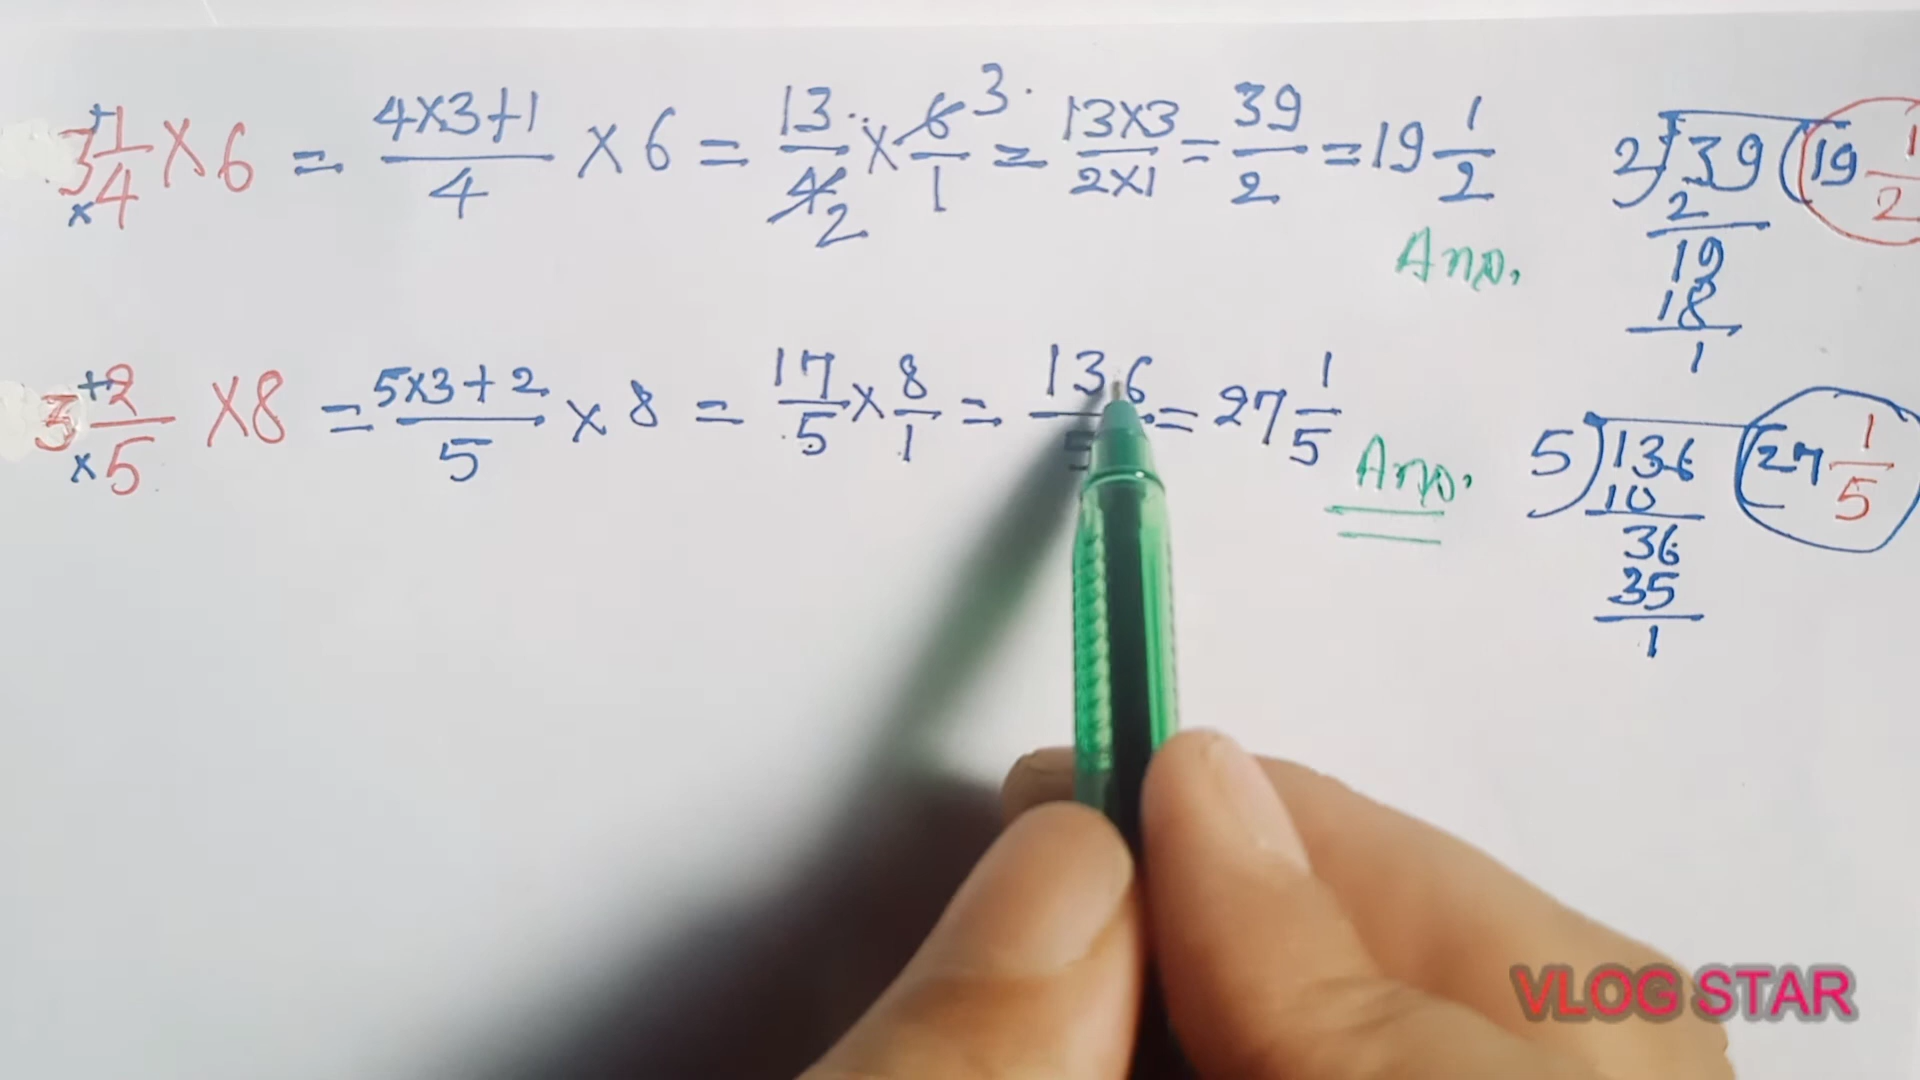 3 1/4 × 6 = (4×3+1)/4 × 6 = 13/4 2 × 6/1 3 = (13×3)/(2×1) = 39/2 = 19 1/2
Ans.
2) 39 (19 1/2
2
19
18
1
3 2/5 ×8 = (5×3+2)/5 × 8 = 17/5 × 8/1 = 136/5 = 27 1/5
Ans.
5) 136 (27 1/5
10
36
35
1
VLOG STAR